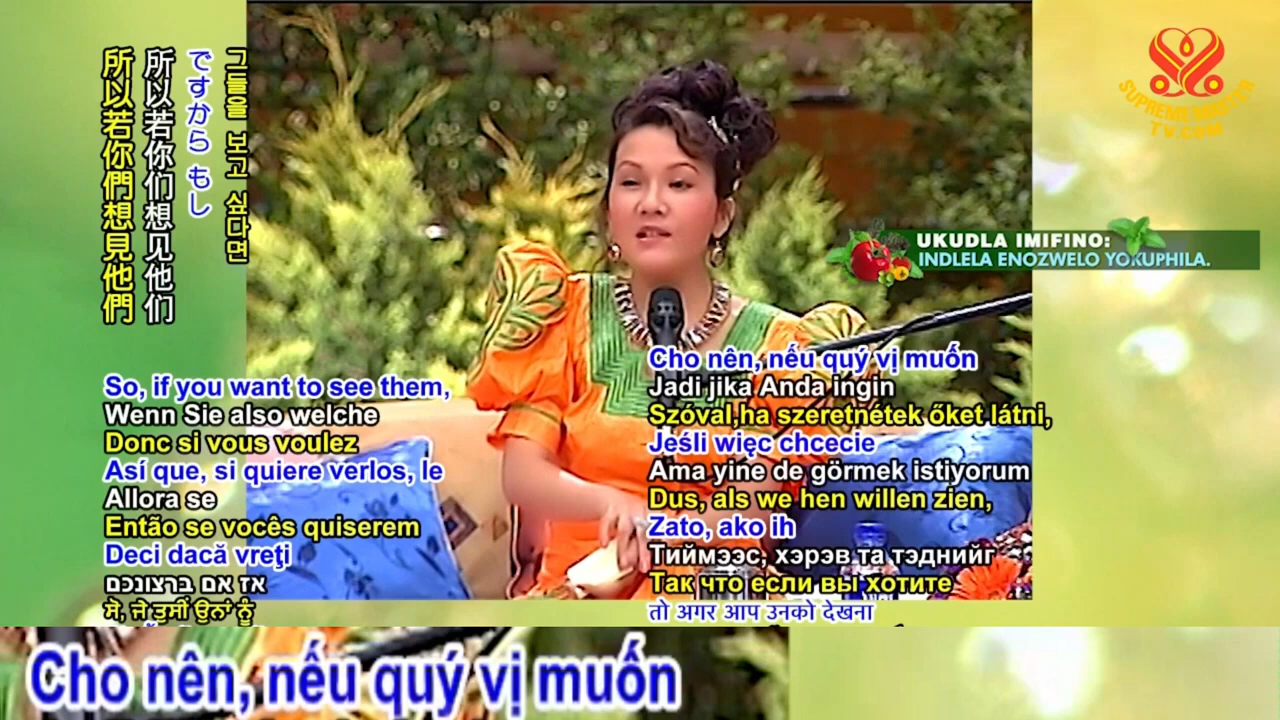 그들을 보고 싶다면
ですから もし
所以若你们想见他们
所以若你們想見他們
SUPREMEMASTER
TV.COM
UKUDLA IMIFINO:
INDLELA ENOZWELO YOKUPHILA.
So, if you want to see them,
Wenn Sie also welche
Donc si vous voulez
Así que, si quiere verlos, le
Allora se
Então se vocês quiserem
Deci dacă vreţi
אז אם ברצונכם
ਸੋ, ਜੇ ਤੁਸੀਂ ਉਨਾਂ ਨੂੰ
Cho nên, nếu quý vị muốn
Jadi jika Anda ingin
Szóval,ha szeretnétek őket látni,
Jeśli więc chcecie
Ama yine de görmek istiyorum
Dus, als we hen willen zien,
Zato, ako ih
Тиймээс, хэрэв та тэднийг
Так что если вы хотите
तो अगर आप उनको देखना
Cho nên, nếu quý vị muốn